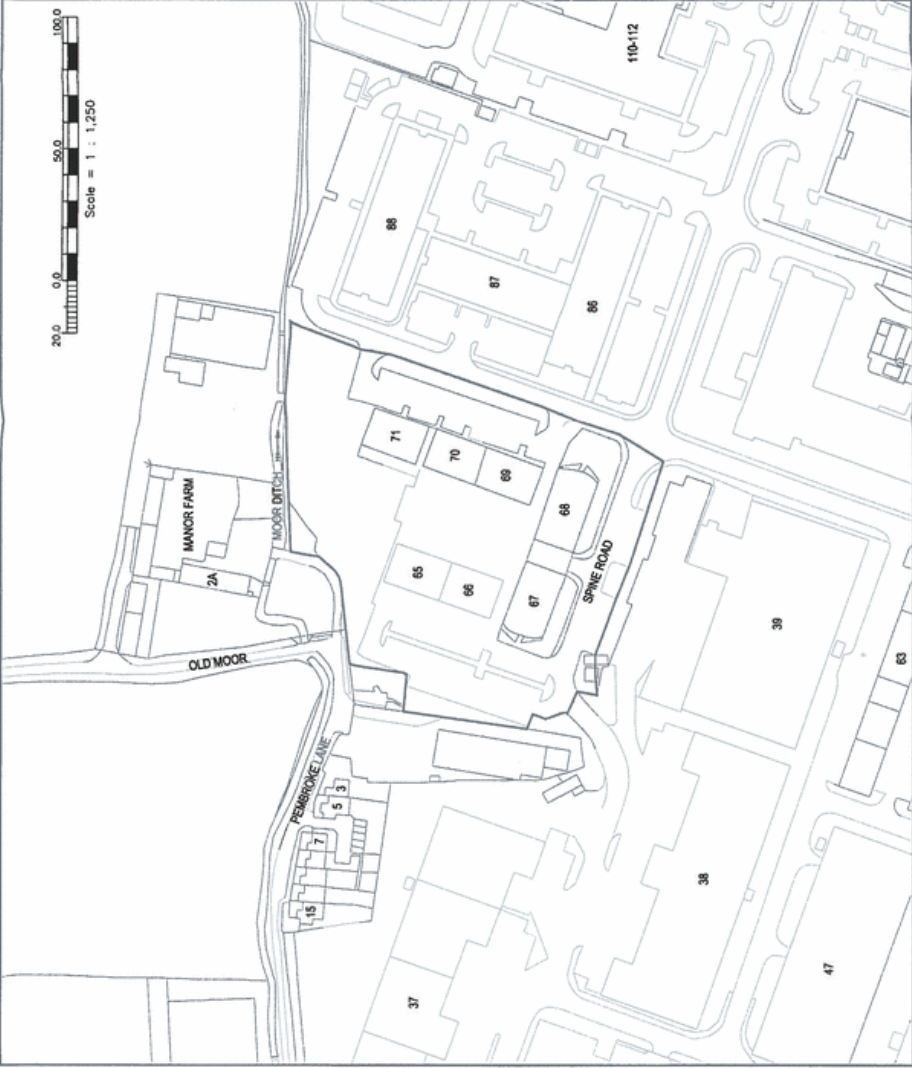 20.0 0.0 50.0 100.0
Scale = 1 : 1,250
110-112
88
87
86
MANOR FARM
2A
MOOR DITCH
OLD MOOR
71
70
69
65
66
68
67
SPINE ROAD
PEMBROKE LANE
3
5
7
15
39
63
38
37
47